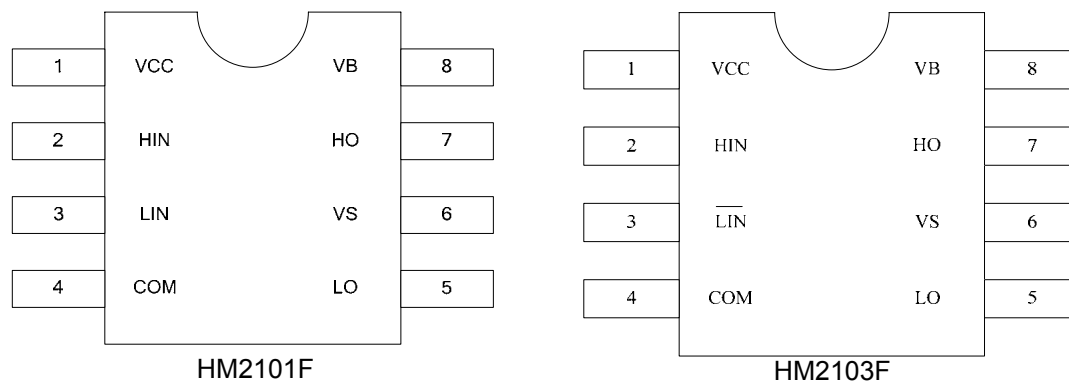 1 VCC VB 8
2 HIN HO 7
3 LIN VS 6
4 COM LO 5
HM2101F
1 VCC VB 8
2 HIN HO 7
3 L̅I̅N̅ VS 6
4 COM LO 5
HM2103F